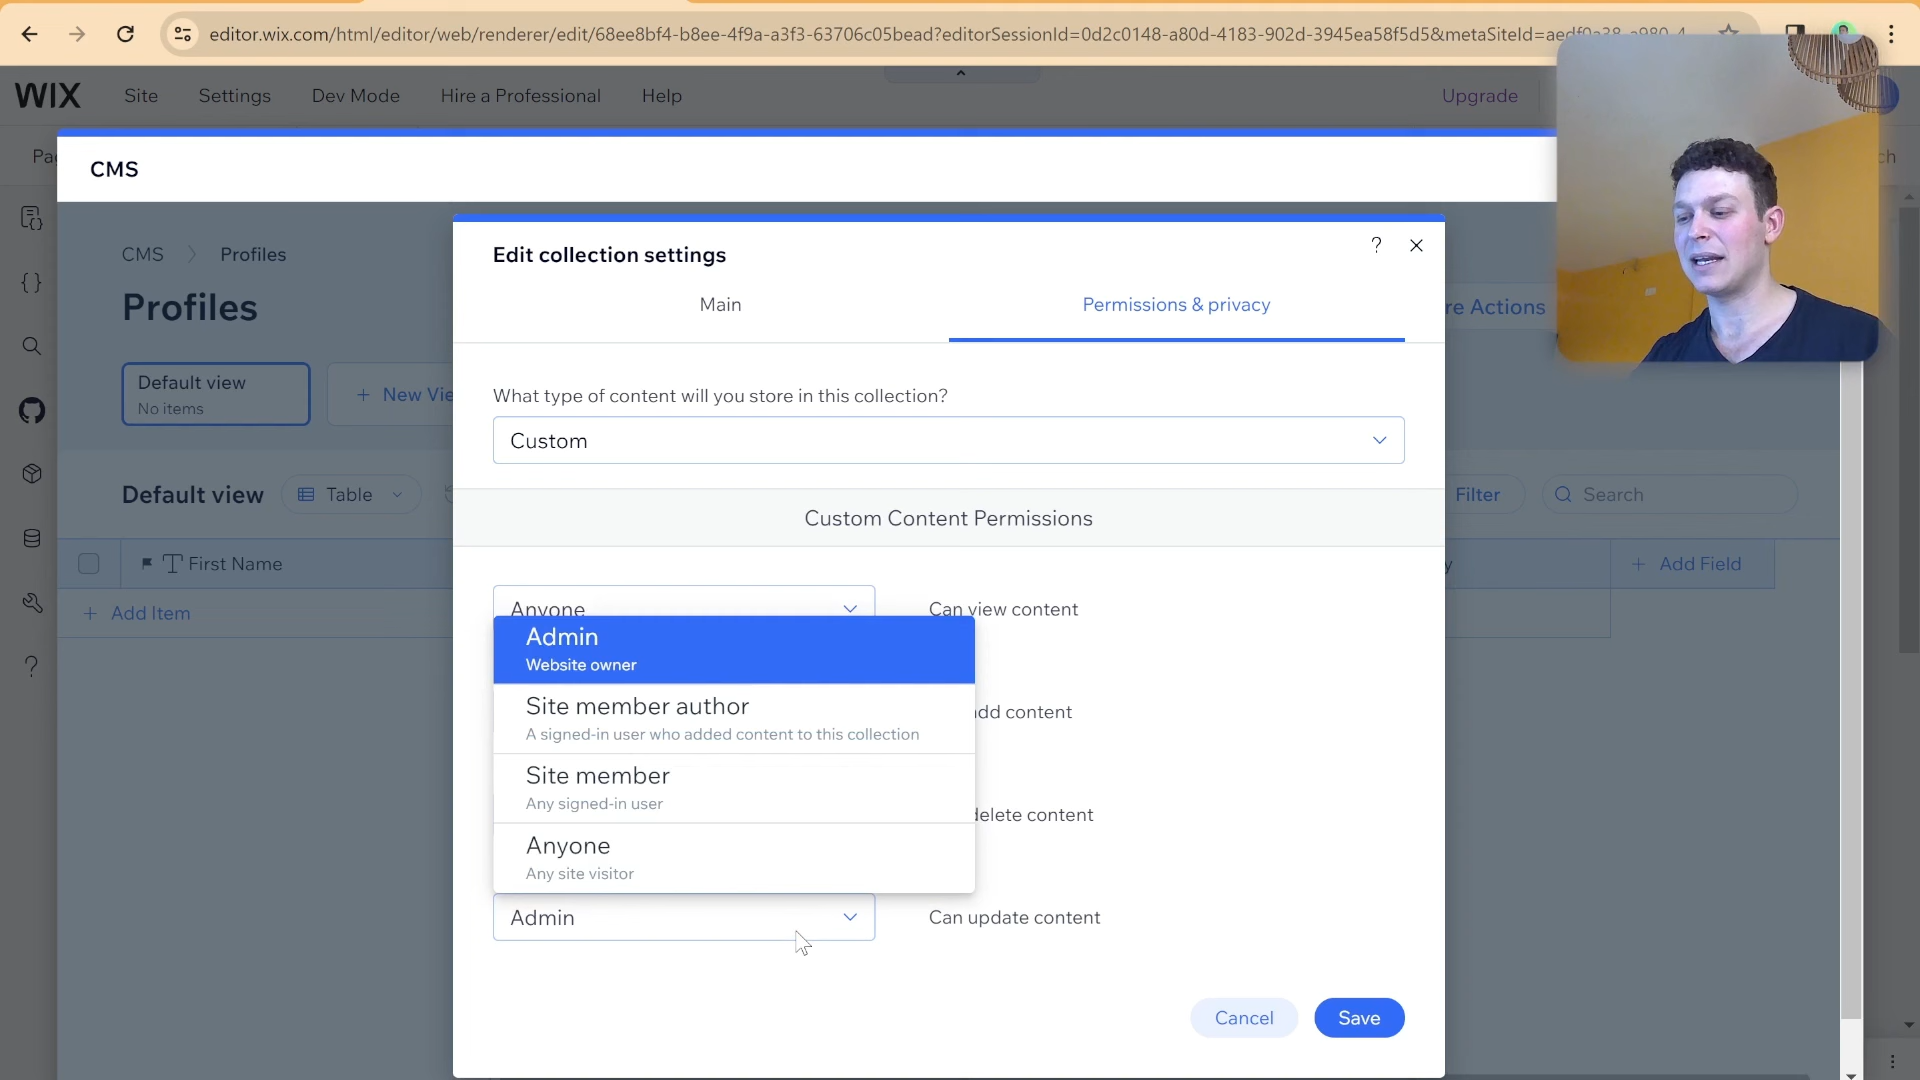 editor.wix.com/html/editor/web/renderer/edit/68ee8bf4-b8ee-4f9a-a3f3-63706c05bead?editorSessionId=0d2c0148-a80d-4183-902d-3945ea58f5d5&metaSiteId=aedf0a38-a980-4
WIX Site Settings Dev Mode Hire a Professional Help Upgrade
CMS
CMS Profiles
Profiles
Default view
No items
+ New Vie
re Actions
Default view
Table
Filter
Search
First Name
+ Add Field
+ Add Item
Edit collection settings
? 
Main
Permissions & privacy
What type of content will you store in this collection?
Custom
Custom Content Permissions
Anyone
Can view content
Admin
Website owner
Site member author
A signed-in user who added content to this collection
dd content
Site member
Any signed-in user
delete content
Anyone
Any site visitor
Admin
Can update content
Cancel
Save